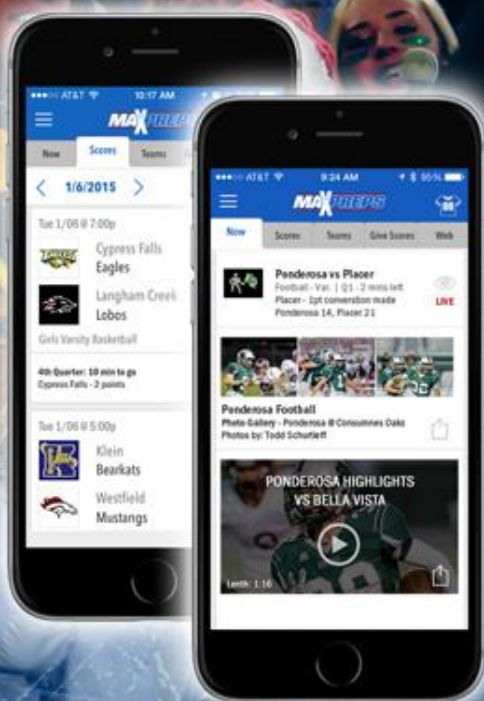 AT&T
10:17 AM
MAXPREPS
Now
Scores
Teams
1/6/2015
Tue 1/06 @ 7:00p
Cypress Falls
Eagles
Langham Creek
Lobos
Girls Varsity Basketball
4th Quarter: 10 min to go
Cypress Falls - 2 points
Tue 1/06 @ 5:00p
Klein
Bearkats
Westfield
Mustangs
AT&T
9:24 AM
95%
MAXPREPS
Now
Scores
Teams
Give Scores
Web
Ponderosa vs Placer
Football - Var. | Q1 - 2 mins left
Placer - 1pt converstion made
Ponderosa 14, Placer 21
LIVE
Ponderosa Football
Photo Gallery - Ponderosa @ Consumnes Oaks
Photos by: Todd Schurtleff
PONDEROSA HIGHLIGHTS
VS BELLA VISTA
Lenth: 1:16